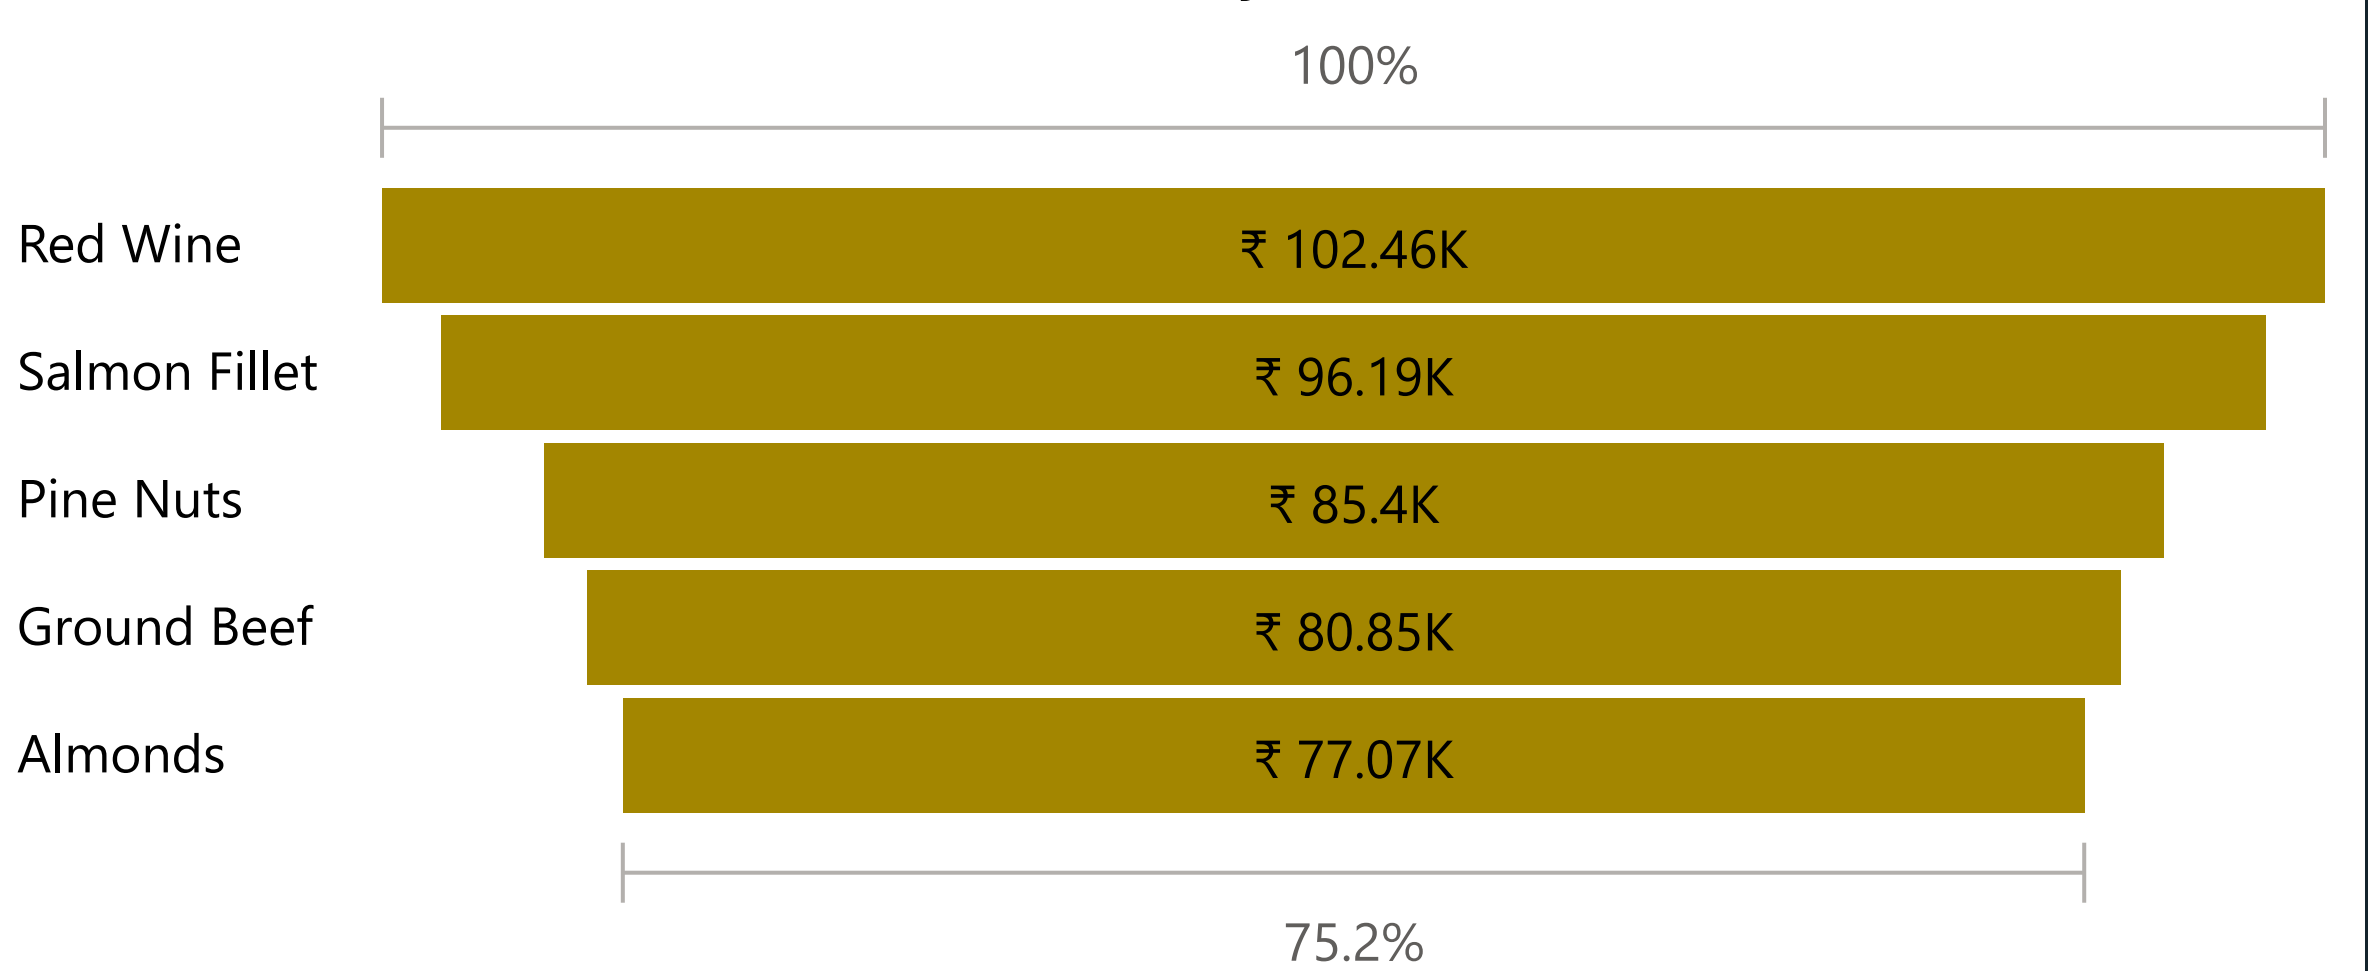 100%
Red Wine ₹ 102.46K
Salmon Fillet ₹ 96.19K
Pine Nuts ₹ 85.4K
Ground Beef ₹ 80.85K
Almonds ₹ 77.07K
75.2%